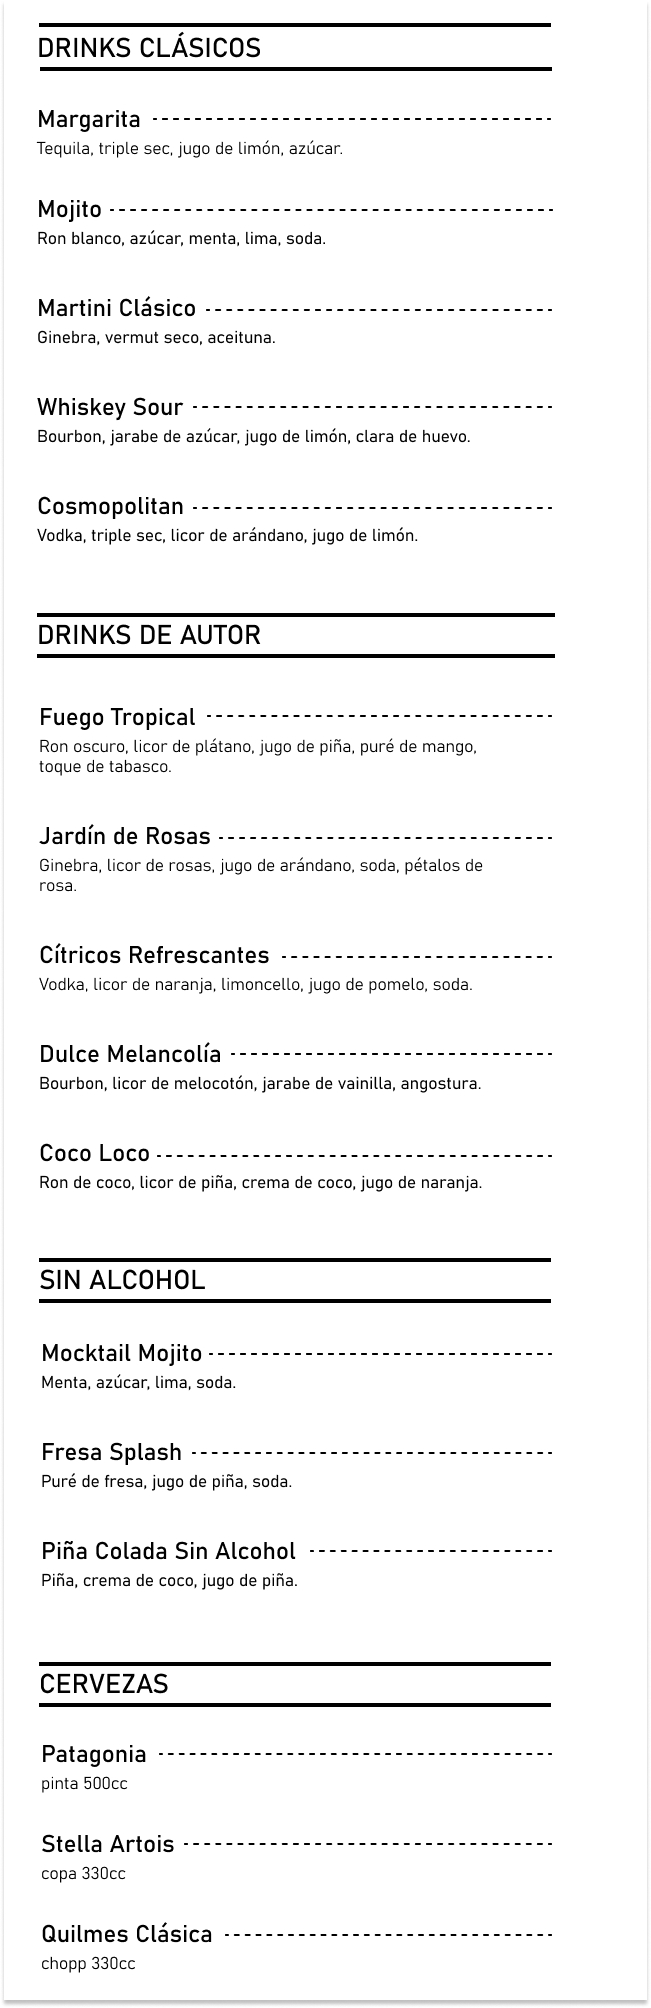 DRINKS CLÁSICOS
Margarita
Tequila, triple sec, jugo de limón, azúcar.
Mojito
Ron blanco, azúcar, menta, lima, soda.
Martini Clásico
Ginebra, vermut seco, aceituna.
Whiskey Sour
Bourbon, jarabe de azúcar, jugo de limón, clara de huevo.
Cosmopolitan
Vodka, triple sec, licor de arándano, jugo de limón.
DRINKS DE AUTOR
Fuego Tropical
Ron oscuro, licor de plátano, jugo de piña, puré de mango,
toque de tabasco.
Jardín de Rosas
Ginebra, licor de rosas, jugo de arándano, soda, pétalos de
rosa.
Cítricos Refrescantes
Vodka, licor de naranja, limoncello, jugo de pomelo, soda.
Dulce Melancolía
Bourbon, licor de melocotón, jarabe de vainilla, angostura.
Coco Loco
Ron de coco, licor de piña, crema de coco, jugo de naranja.
SIN ALCOHOL
Mocktail Mojito
Menta, azúcar, lima, soda.
Fresa Splash
Puré de fresa, jugo de piña, soda.
Piña Colada Sin Alcohol
Piña, crema de coco, jugo de piña.
CERVEZAS
Patagonia
pinta 500cc
Stella Artois
copa 330cc
Quilmes Clásica
chopp 330cc